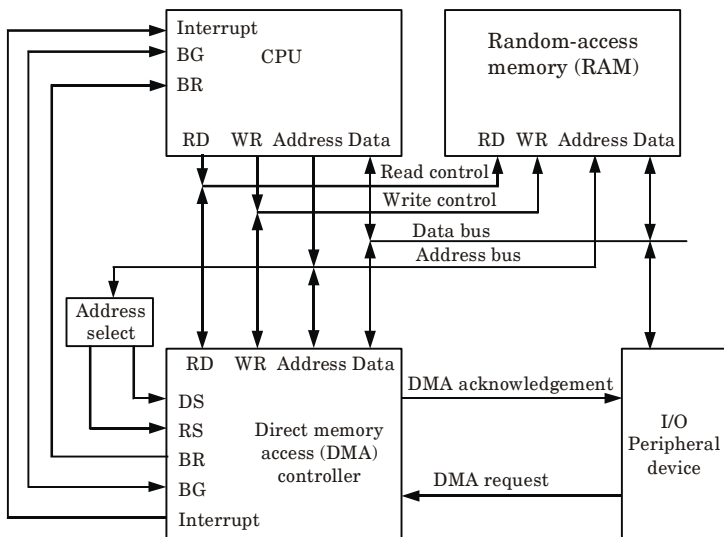 Interrupt
BG
BR
CPU
RD WR Address Data
Random-access
memory (RAM)
RD WR Address Data
Read control
Write control
Data bus
Address bus
Address
select
RD WR Address Data
DS
RS
BR
BG
Interrupt
Direct memory
access (DMA)
controller
DMA acknowledgement
DMA request
I/O
Peripheral
device